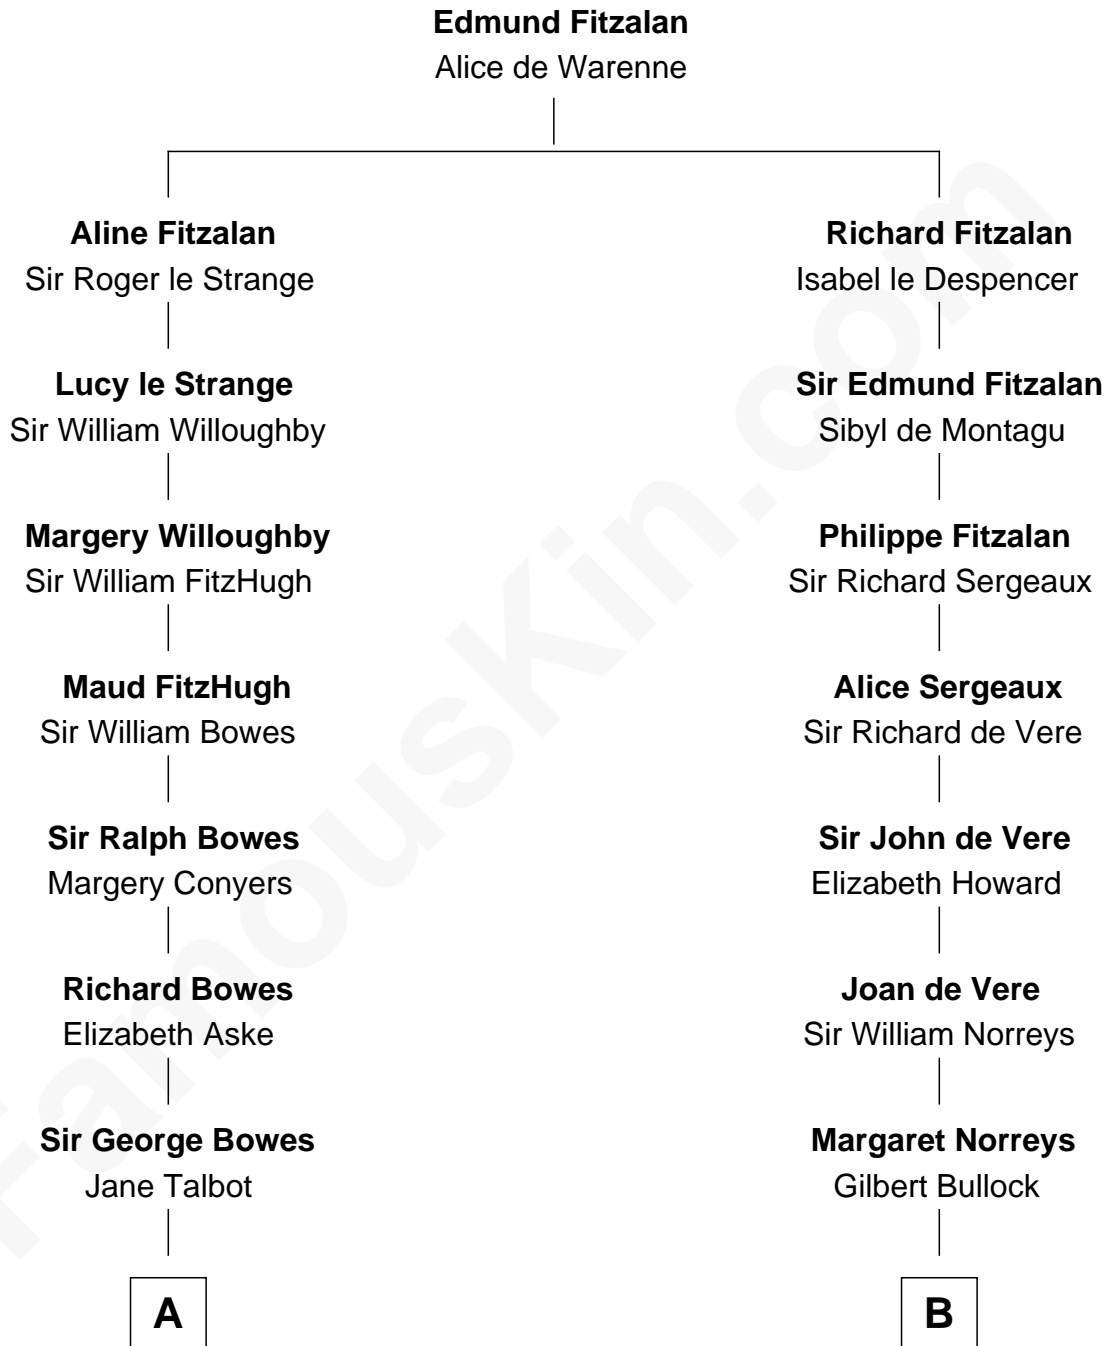 Edmund Fitzalan
Alice de Warenne
Aline Fitzalan
Sir Roger le Strange
Richard Fitzalan
Isabel le Despencer
Lucy le Strange
Sir William Willoughby
Sir Edmund Fitzalan
Sibyl de Montagu
Margery Willoughby
Sir William FitzHugh
Philippe Fitzalan
Sir Richard Sergeaux
Maud FitzHugh
Sir William Bowes
Alice Sergeaux
Sir Richard de Vere
Sir Ralph Bowes
Margery Conyers
Sir John de Vere
Elizabeth Howard
Richard Bowes
Elizabeth Aske
Joan de Vere
Sir William Norreys
Sir George Bowes
Jane Talbot
Margaret Norreys
Gilbert Bullock
A
B
FamousKin.com